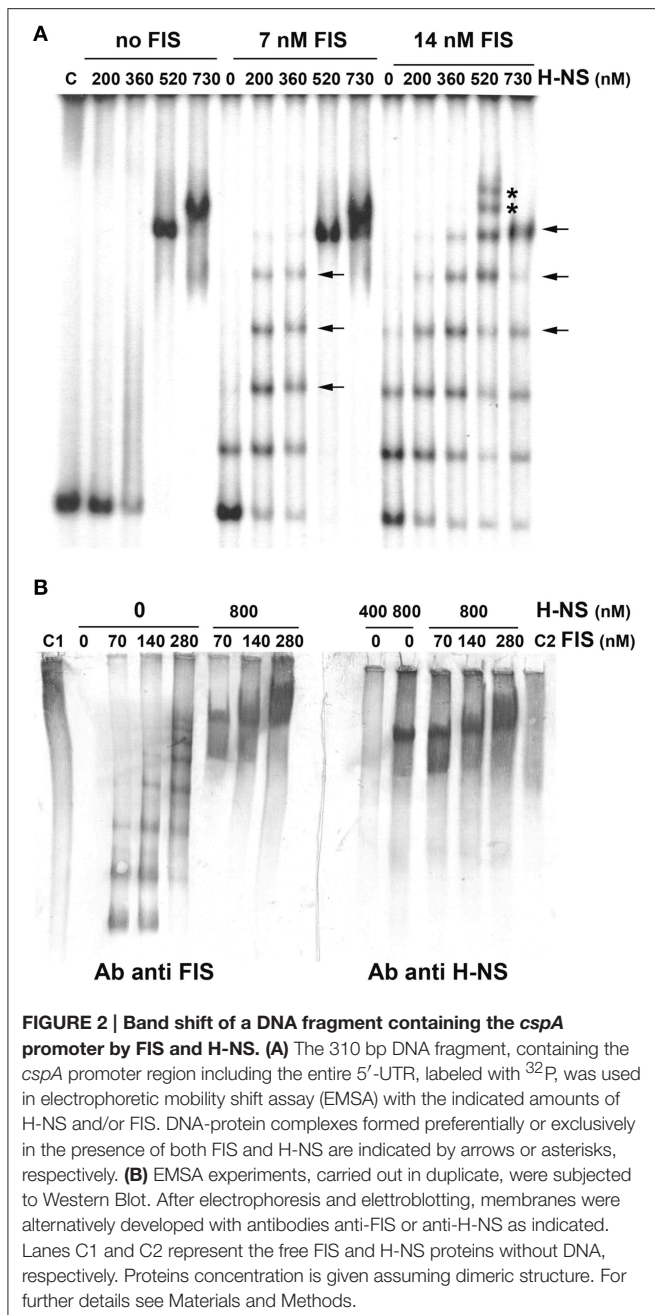 A
no FIS 7 nM FIS 14 nM FIS
C 200 360 520 730 0 200 360 520 730 0 200 360 520 730 H-NS (nM)
*
*
B
0 800 400 800 800 H-NS (nM)
C1 0 70 140 280 70 140 280 0 0 70 140 280 C2 FIS (nM)
Ab anti FIS Ab anti H-NS
FIGURE 2 | Band shift of a DNA fragment containing the cspA
promoter by FIS and H-NS. (A) The 310 bp DNA fragment, containing the
cspA promoter region including the entire 5′-UTR, labeled with ³²P, was used
in electrophoretic mobility shift assay (EMSA) with the indicated amounts of
H-NS and/or FIS. DNA-protein complexes formed preferentially or exclusively
in the presence of both FIS and H-NS are indicated by arrows or asterisks,
respectively. (B) EMSA experiments, carried out in duplicate, were subjected
to Western Blot. After electrophoresis and elettroblotting, membranes were
alternatively developed with antibodies anti-FIS or anti-H-NS as indicated.
Lanes C1 and C2 represent the free FIS and H-NS proteins without DNA,
respectively. Proteins concentration is given assuming dimeric structure. For
further details see Materials and Methods.